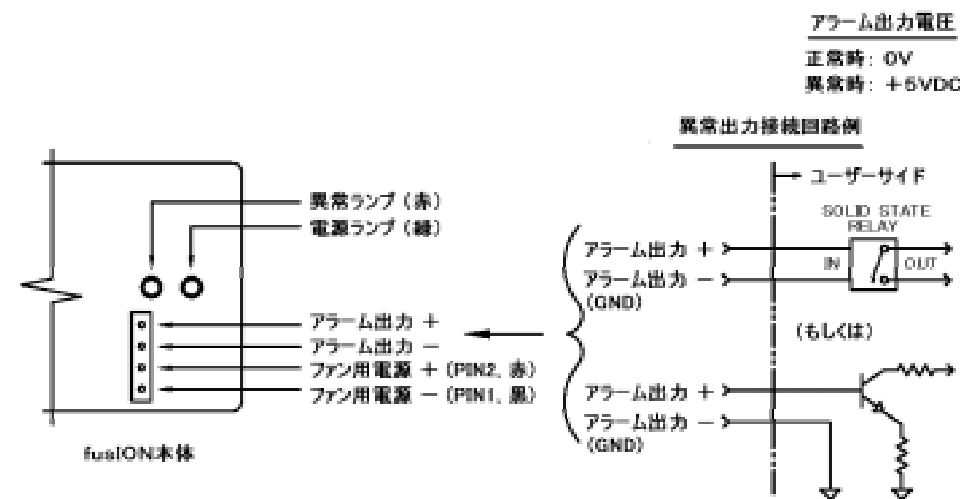 アラーム出力電圧
正常時: 0V
異常時: +5VDC
異常出力接続回路例
ユーザーサイド
SOLID STATE
RELAY
異常ランプ (赤)
電源ランプ (緑)
アラーム出力 +
アラーム出力 -
(GND)
IN
OUT
アラーム出力 +
アラーム出力 -
ファン用電源 + (PIN2, 赤)
ファン用電源 - (PIN1, 黒)
(もしくは)
アラーム出力 +
アラーム出力 -
(GND)
fusION本体